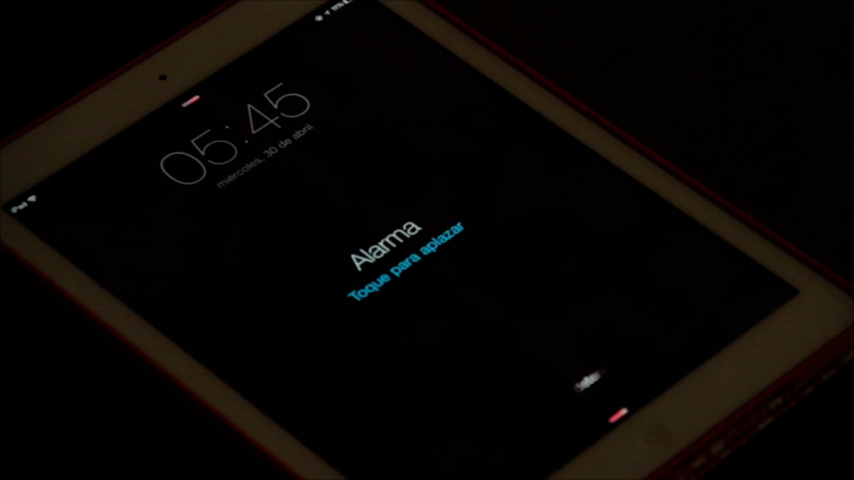 iPad
05:45
miércoles, 30 de abril
Alarma
Toque para aplazar